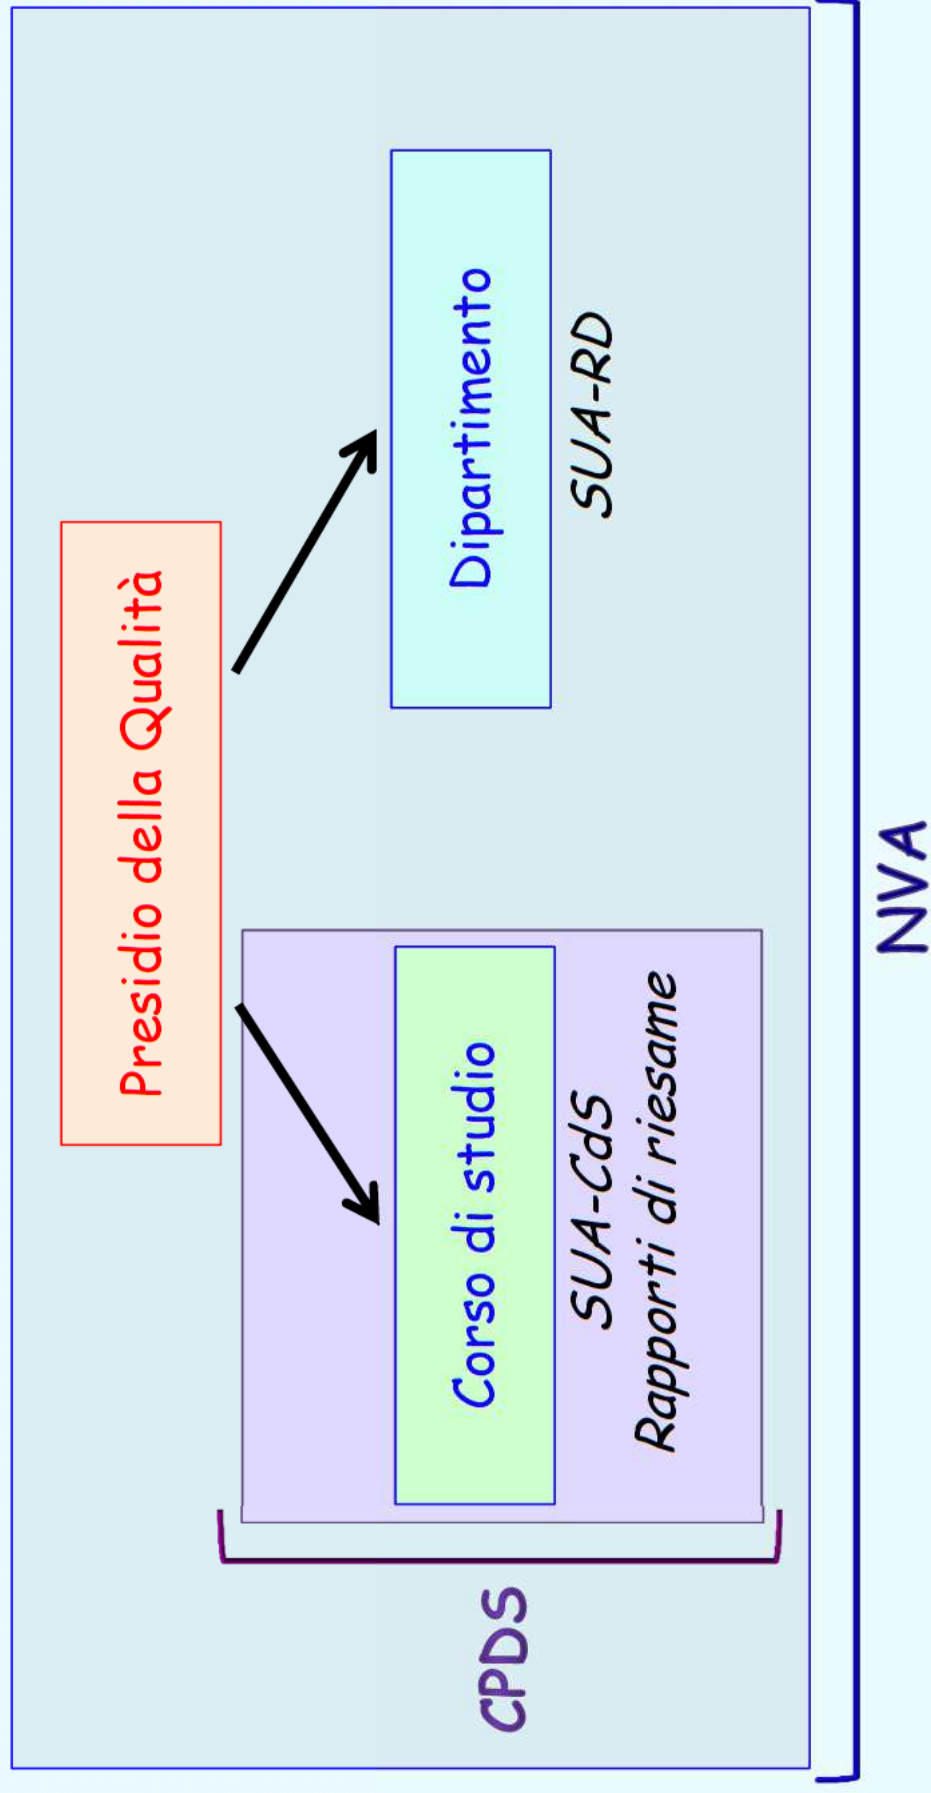 Presidio della Qualità
Corso di studio
Dipartimento
CPDS
SUA-CdS
Rapporti di riesame
SUA-RD
NVA